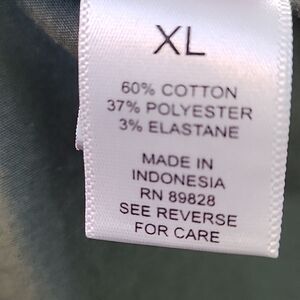 XL
60% COTTON
37% POLYESTER
3% ELASTANE
MADE IN
INDONESIA
RN 89828
SEE REVERSE
FOR CARE